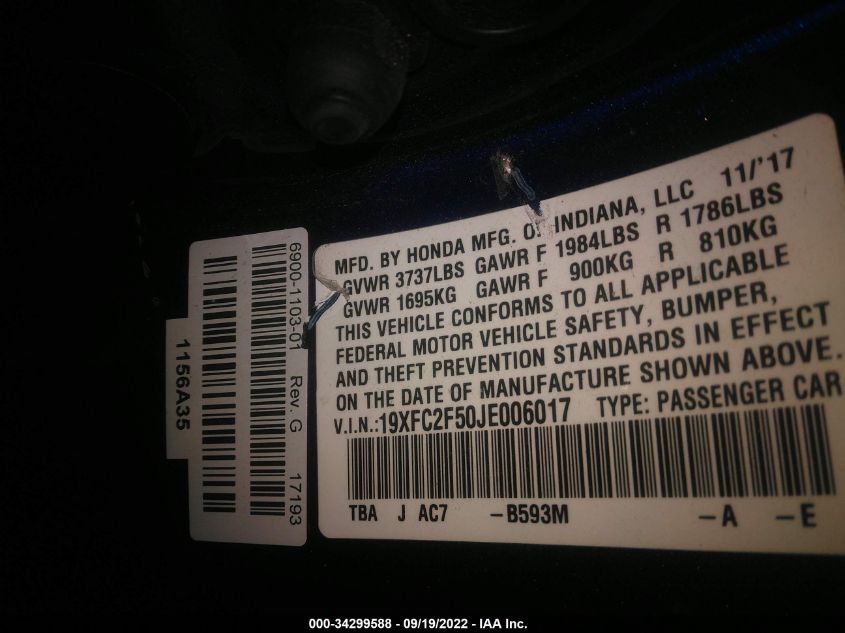 MFD. BY HONDA MFG. OF INDIANA, LLC 11/'17
GVWR 3737LBS GAWR F 1984LBS R 1786LBS
GVWR 1695KG GAWR F 900KG R 810KG
THIS VEHICLE CONFORMS TO ALL APPLICABLE
FEDERAL MOTOR VEHICLE SAFETY, BUMPER,
AND THEFT PREVENTION STANDARDS IN EFFECT
ON THE DATE OF MANUFACTURE SHOWN ABOVE.
V.I.N.:19XFC2F50JE006017 TYPE: PASSENGER CAR
TBA J AC7 -B593M -A -E
6900-1103-01 Rev. G 17193
1156A35
000-34299588 - 09/19/2022 - IAA Inc.